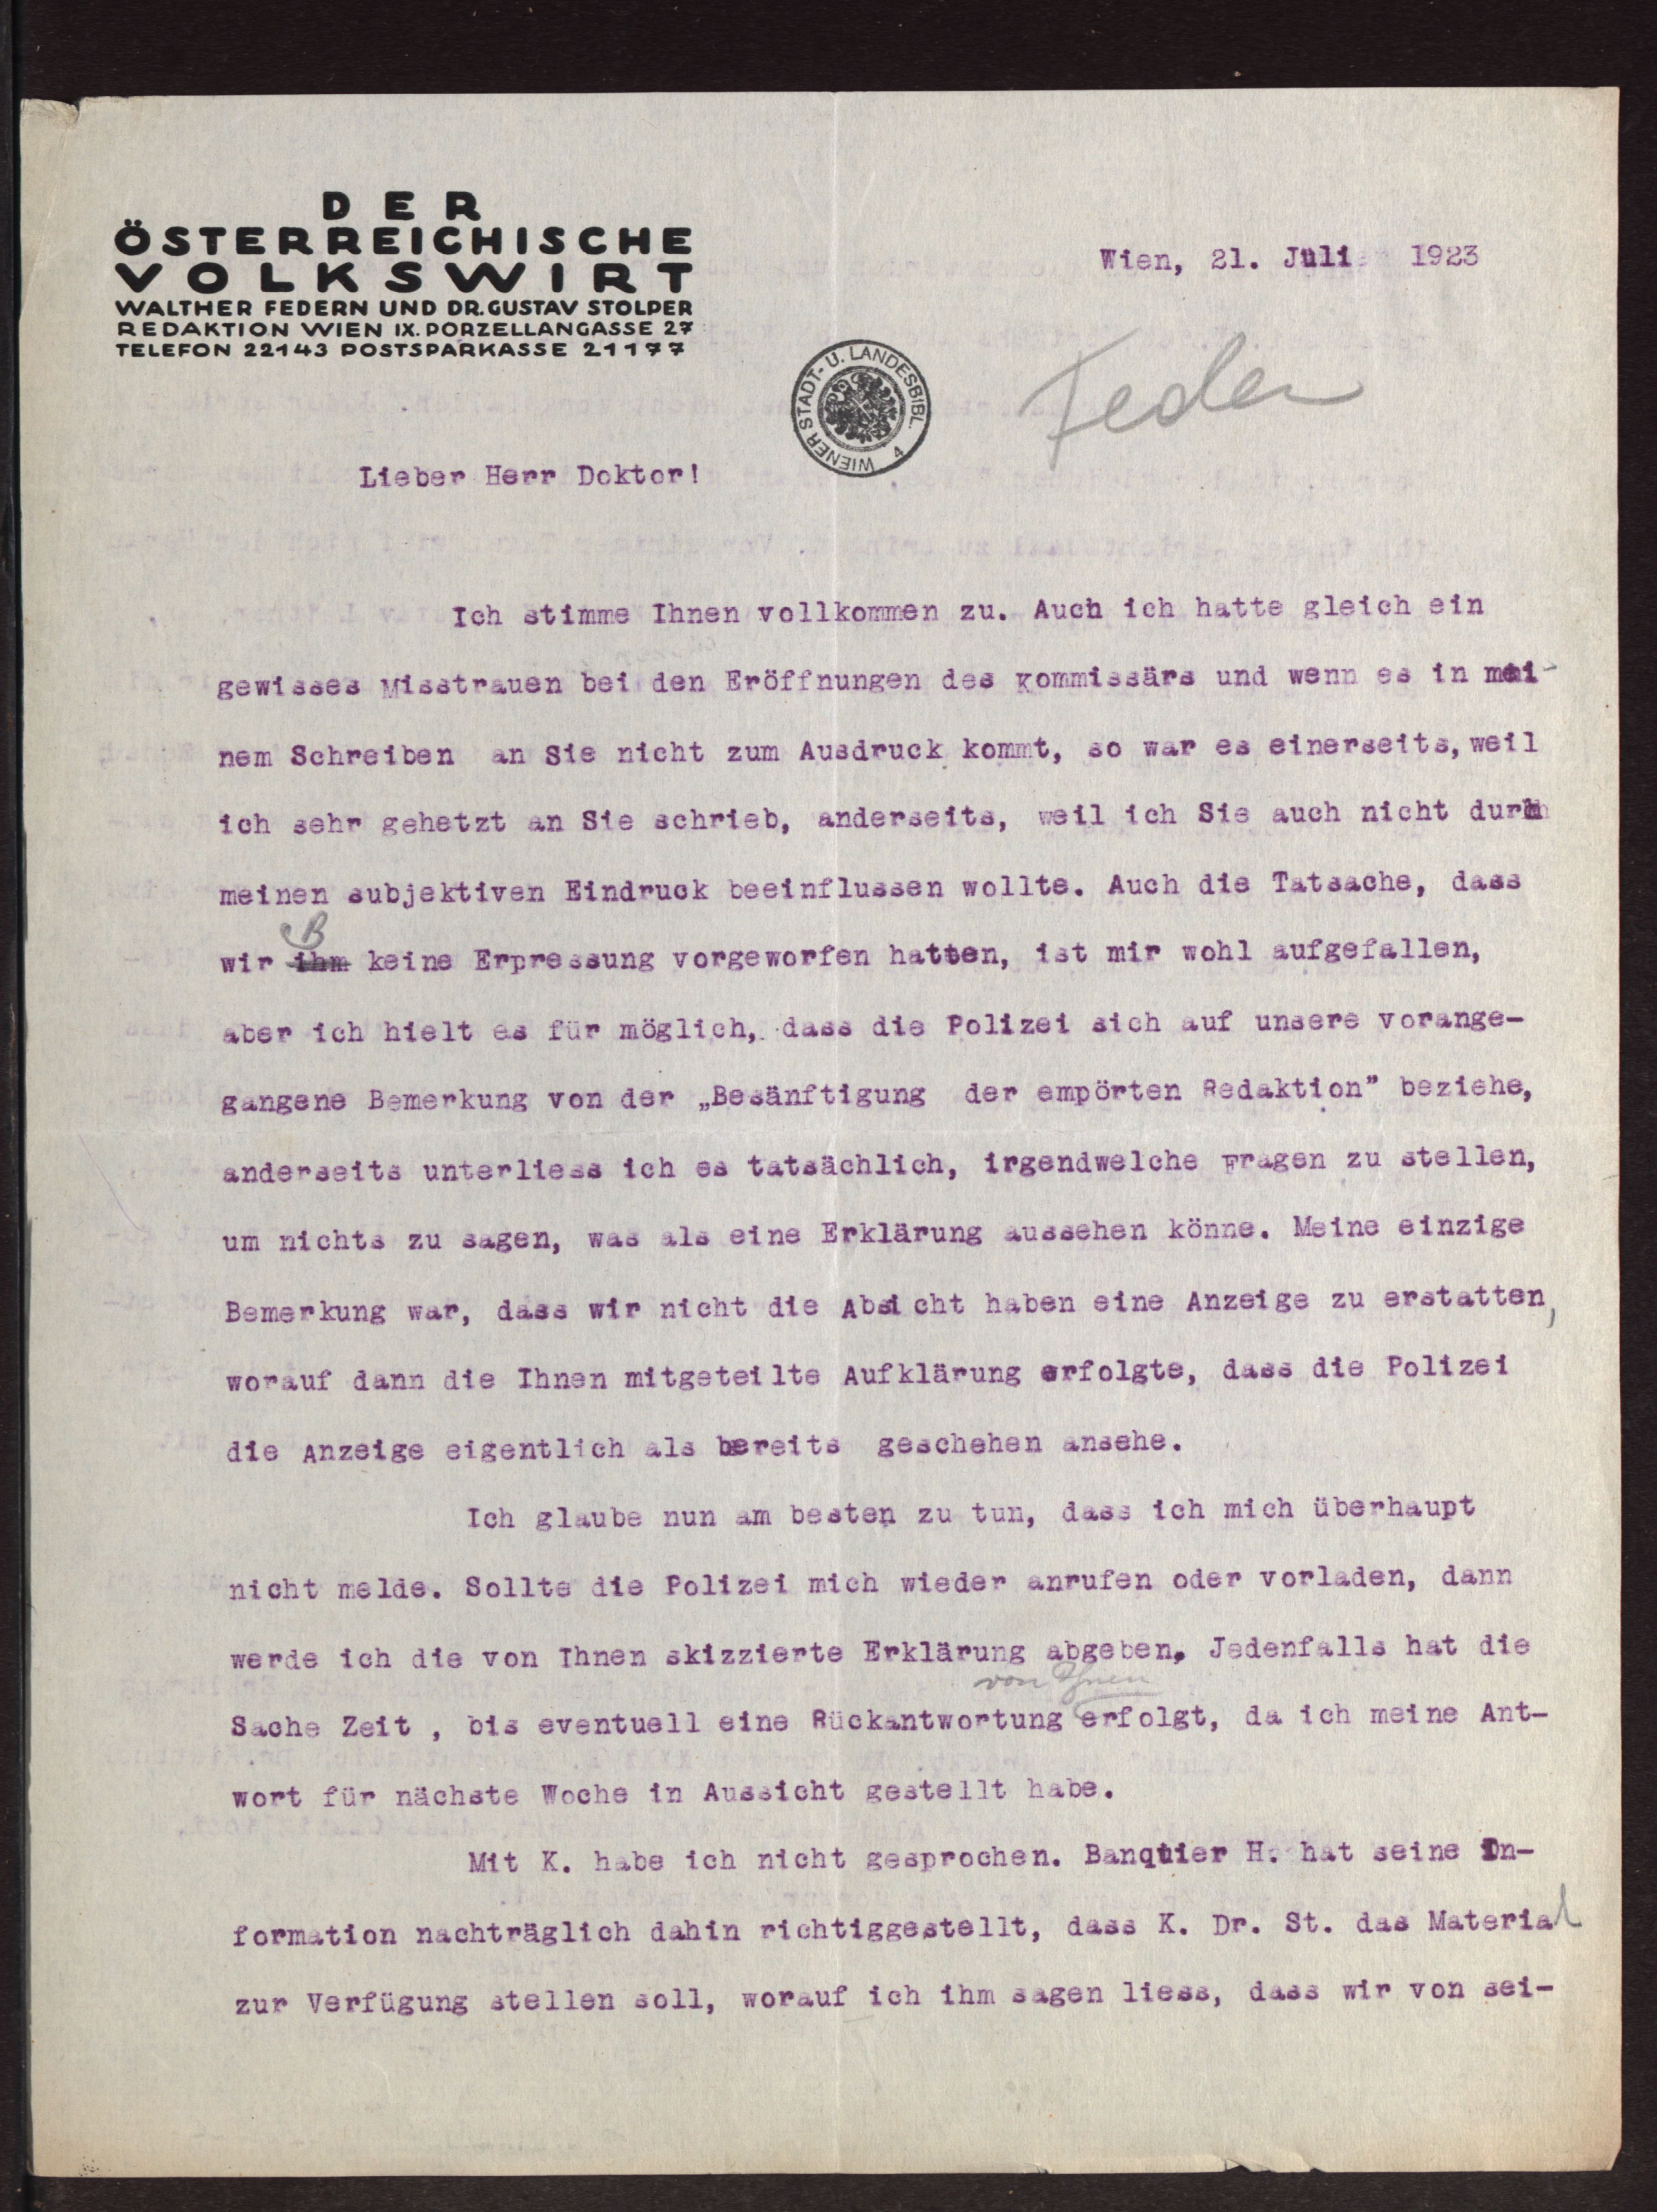 DER
ÖSTERREICHISCHE
VOLKSWIRT
WALTHER FEDERN UND DR. GUSTAV STOLPER
REDAKTION WIEN IX. PORZELLANGASSE 27
TELEFON 22143 POSTSPARKASSE 21177
Wien, 21. Juli 1923
WIENER STADT- U. LANDESBIBL. 4
Lieber Herr Doktor!
Ich stimme Ihnen vollkommen zu. Auch ich hatte gleich ein
gewisses Misstrauen bei den Eröffnungen des Kommissärs und wenn es in mei-
nem Schreiben an Sie nicht zum Ausdruck kommt, so war es einerseits, weil
ich sehr gehetzt an Sie schrieb, anderseits, weil ich Sie auch nicht durch
meinen subjektiven Eindruck beeinflussen wollte. Auch die Tatsache, dass
B
wir ihm keine Erpressung vorgeworfen hatten, ist mir wohl aufgefallen,
aber ich hielt es für möglich, dass die Polizei sich auf unsere vorange-
gangene Bemerkung von der „Besänftigung der empörten Redaktion" beziehe,
anderseits unterliess ich es tatsächlich, irgendwelche Fragen zu stellen,
um nichts zu sagen, was als eine Erklärung aussehen könne. Meine einzige
Bemerkung war, dass wir nicht die Absicht haben eine Anzeige zu erstatten,
worauf dann die Ihnen mitgeteilte Aufklärung erfolgte, dass die Polizei
die Anzeige eigentlich als bereits geschehen ansehe.
Ich glaube nun am besten zu tun, dass ich mich überhaupt
nicht melde. Sollte die Polizei mich wieder anrufen oder vorladen, dann
werde ich die von Ihnen skizzierte Erklärung abgeben. Jedenfalls hat die
von Ihnen
Sache Zeit , bis eventuell eine Rückantwortung erfolgt, da ich meine Ant-
wort für nächste Woche in Aussicht gestellt habe.
Mit K. habe ich nicht gesprochen. Banquier H. hat seine In-
formation nachträglich dahin richtiggestellt, dass K. Dr. St. das Material
zur Verfügung stellen soll, worauf ich ihm sagen liess, dass wir von sei-